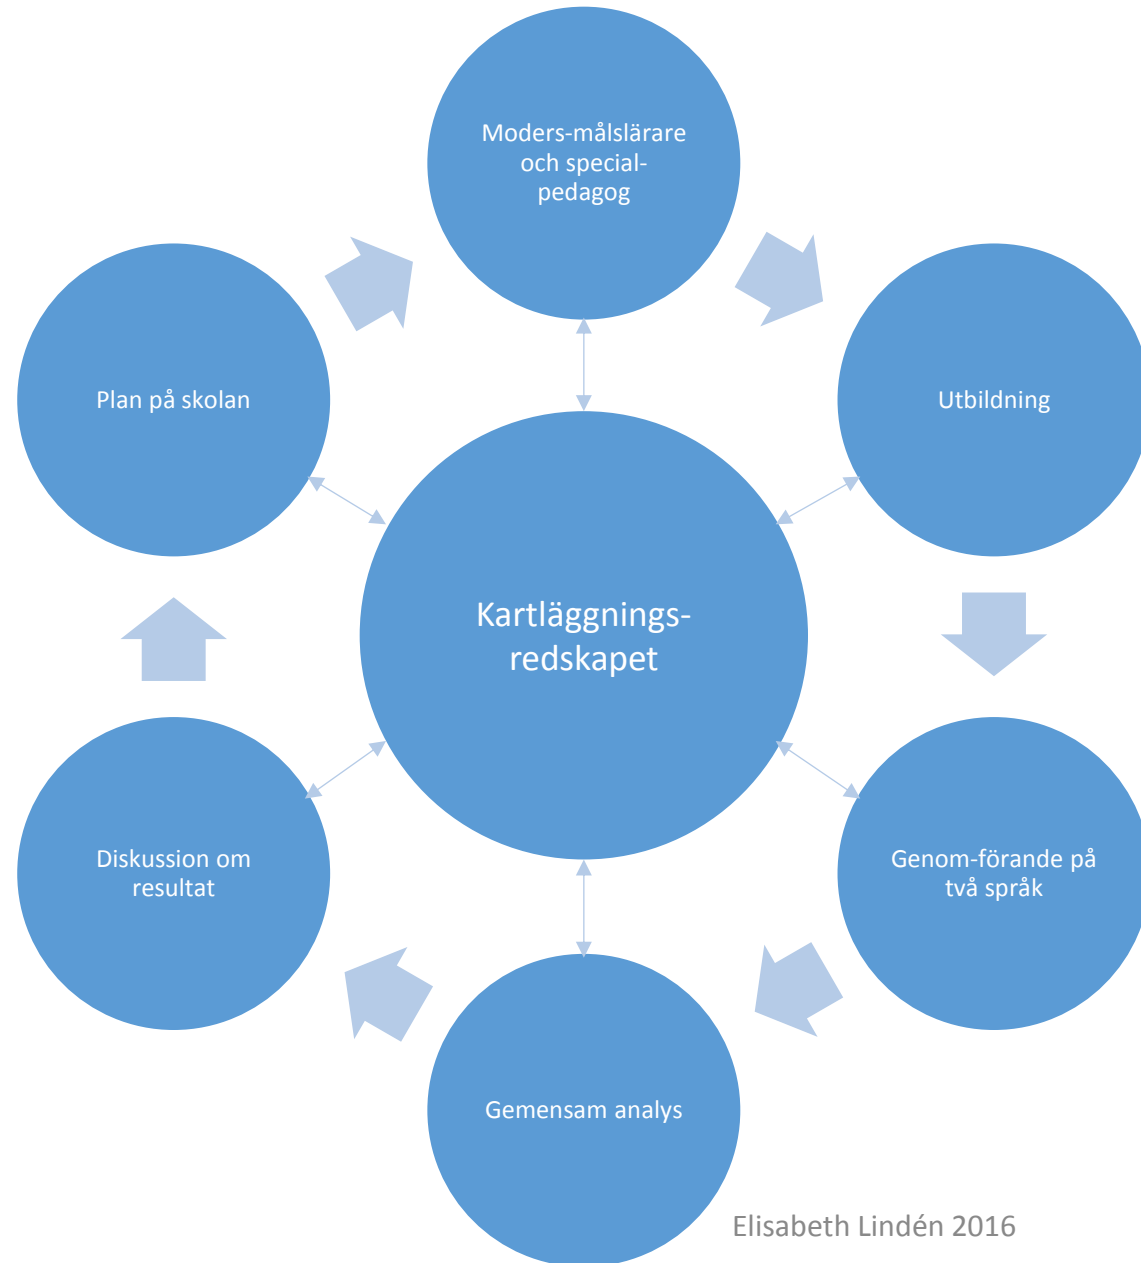 Moders-målslärare
och special-
pedagog
Plan på skolan
Utbildning
Kartläggnings-
redskapet
Diskussion om
resultat
Genom-förande på
två språk
Gemensam analys
Elisabeth Lindén 2016